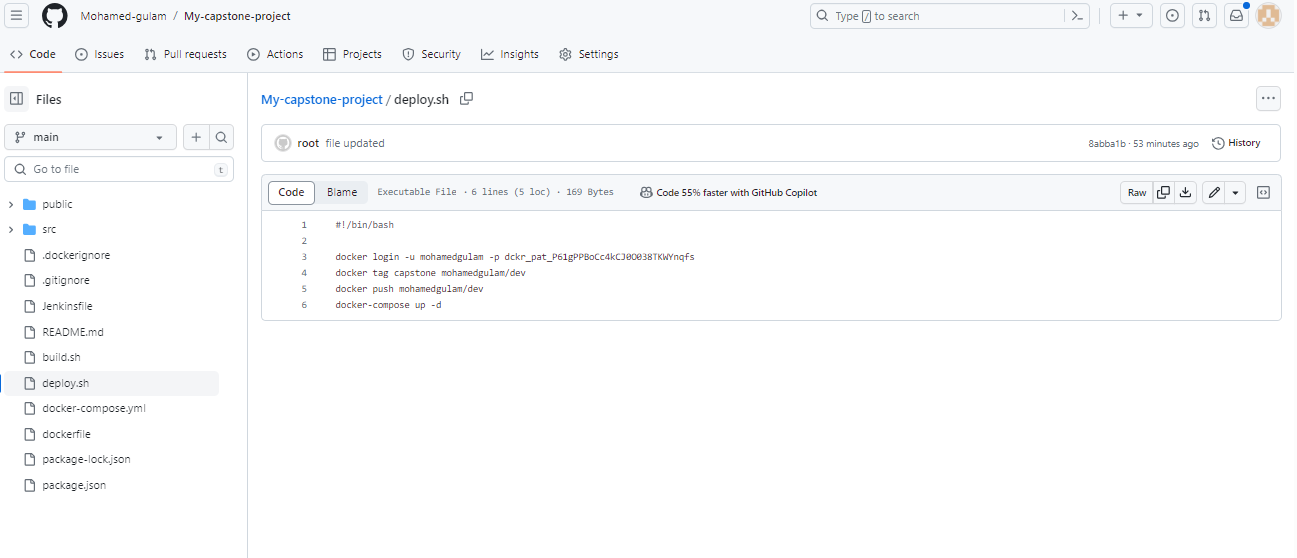 Mohamed-gulam / My-capstone-project
Type / to search
Code Issues Pull requests Actions Projects Security Insights Settings
Files
main
Go to file t
public
src
.dockerignore
.gitignore
Jenkinsfile
README.md
build.sh
deploy.sh
docker-compose.yml
dockerfile
package-lock.json
package.json
My-capstone-project / deploy.sh
root file updated
8abba1b · 53 minutes ago History
Code Blame Executable File · 6 lines (5 loc) · 169 Bytes Code 55% faster with GitHub Copilot Raw
1 #!/bin/bash
2
3 docker login -u mohamedgulam -p
4 docker tag capstone mohamedgulam/dev
5 docker push mohamedgulam/dev
6 docker-compose up -d